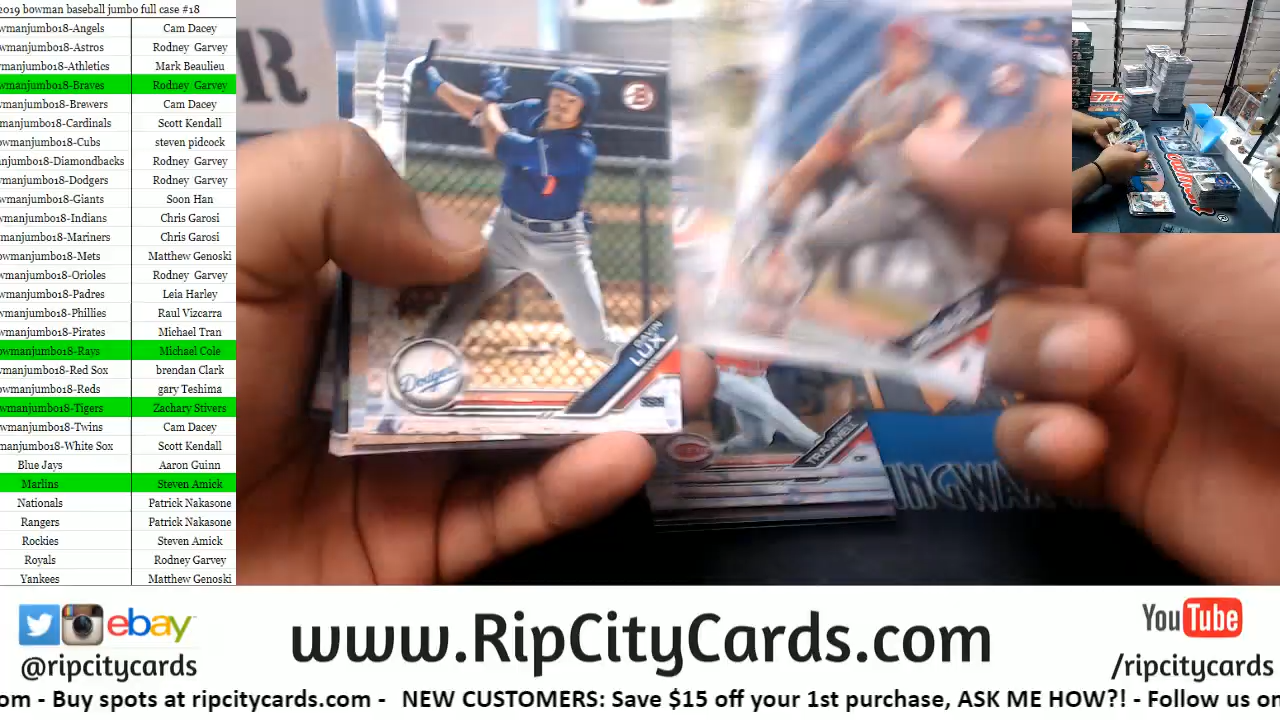 2019 bowman baseball jumbo full case #18
wmanjumbo18-Angels Cam Dacey
wmanjumbo18-Astros Rodney Garvey
wmanjumbo18-Athletics Mark Beaulieu
owmanjumbo18-Braves Rodney Garvey
owmanjumbo18-Brewers Cam Dacey
manjumbo18-Cardinals Scott Kendall
owmanjumbo18-Cubs steven pidcock
njumbo18-Diamondbacks Rodney Garvey
manjumbo18-Dodgers Rodney Garvey
owmanjumbo18-Giants Soon Han
wmanjumbo18-Indians Chris Garosi
manjumbo18-Mariners Chris Garosi
owmanjumbo18-Mets Matthew Genoski
wmanjumbo18-Orioles Rodney Garvey
wmanjumbo18-Padres Leia Harley
wmanjumbo18-Phillies Raul Vizcarra
wmanjumbo18-Pirates Michael Tran
owmanjumbo18-Rays Michael Cole
wmanjumbo18-Red Sox brendan Clark
owmanjumbo18-Reds gary Teshima
wmanjumbo18-Tigers Zachary Stivers
wmanjumbo18-Twins Cam Dacey
manjumbo18-White Sox Scott Kendall
Blue Jays Aaron Guinn
Marlins Steven Amick
Nationals Patrick Nakasone
Rangers Patrick Nakasone
Rockies Steven Amick
Royals Rodney Garvey
Yankees Matthew Genoski
R
B
Dodgers
GAVIN
LUX
TRAMMELL
INGWAX
ebay
@ripcitycards
www.RipCityCards.com
YouTube
/ripcitycards
om - Buy spots at ripcitycards.com - NEW CUSTOMERS: Save $15 off your 1st purchase, ASK ME HOW?! - Follow us on